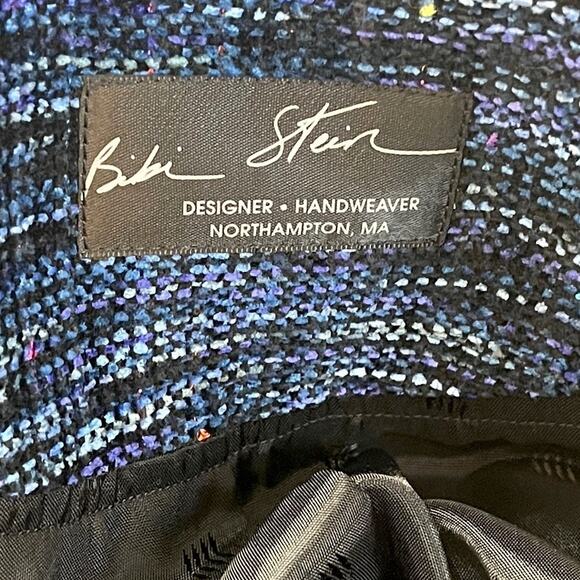 Bibi Stein
DESIGNER • HANDWEAVER
NORTHAMPTON, MA